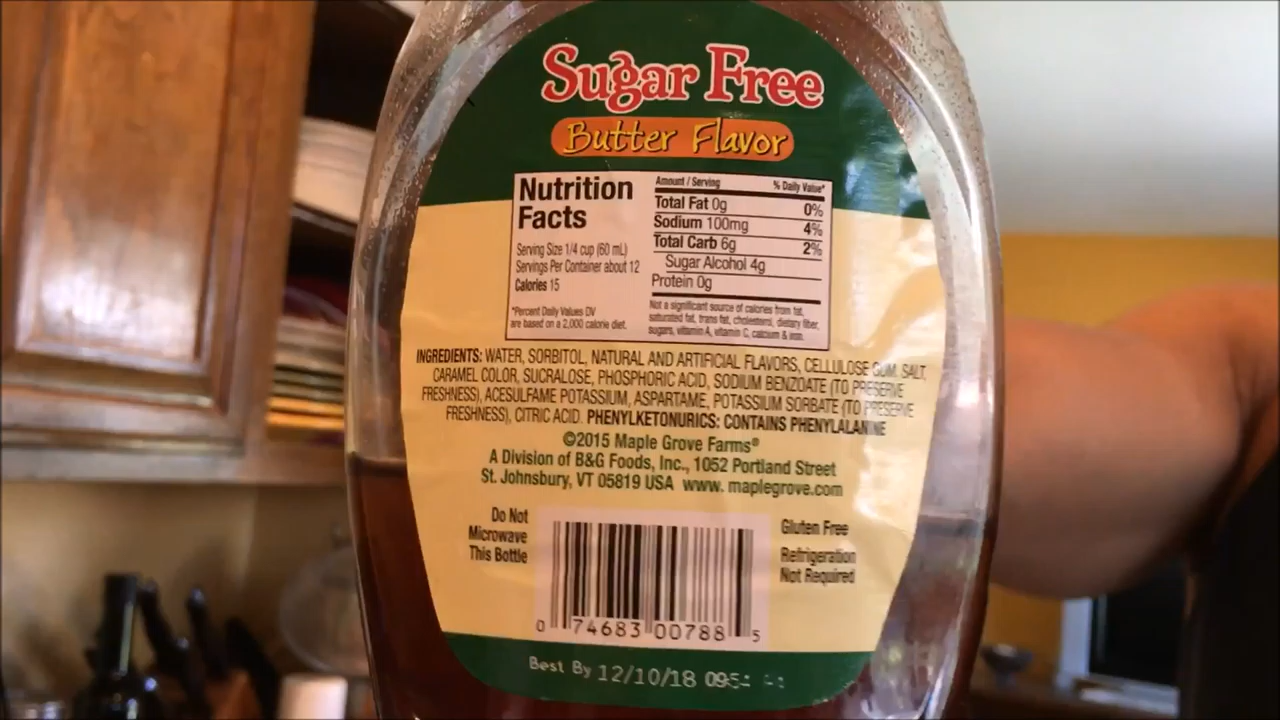 Sugar Free
Butter Flavor
Nutrition
Facts
Serving Size 1/4 cup (60 mL)
Servings Per Container about 12
Calories 15
*Percent Daily Values DV
are based on a 2,000 calorie diet.
Amount / Serving % Daily Value*
Total Fat 0g 0%
Sodium 100mg 4%
Total Carb 6g 2%
Sugar Alcohol 4g
Protein 0g
Not a significant source of calories from fat,
saturated fat, trans fat, cholesterol, dietary fiber,
sugars, vitamin A, vitamin C, calcium & iron.
INGREDIENTS: WATER, SORBITOL, NATURAL AND ARTIFICIAL FLAVORS, CELLULOSE GUM, SALT,
CARAMEL COLOR, SUCRALOSE, PHOSPHORIC ACID, SODIUM BENZOATE (TO PRESERVE
FRESHNESS), ACESULFAME POTASSIUM, ASPARTAME, POTASSIUM SORBATE (TO PRESERVE
FRESHNESS), CITRIC ACID. PHENYLKETONURICS: CONTAINS PHENYLALANINE
©2015 Maple Grove Farms®
A Division of B&G Foods, Inc., 1052 Portland Street
St. Johnsbury, VT 05819 USA www. maplegrove.com
Do Not
Microwave
This Bottle
Gluten Free
Refrigeration
Not Required
0 74683 00788 5
Best By 12/10/18